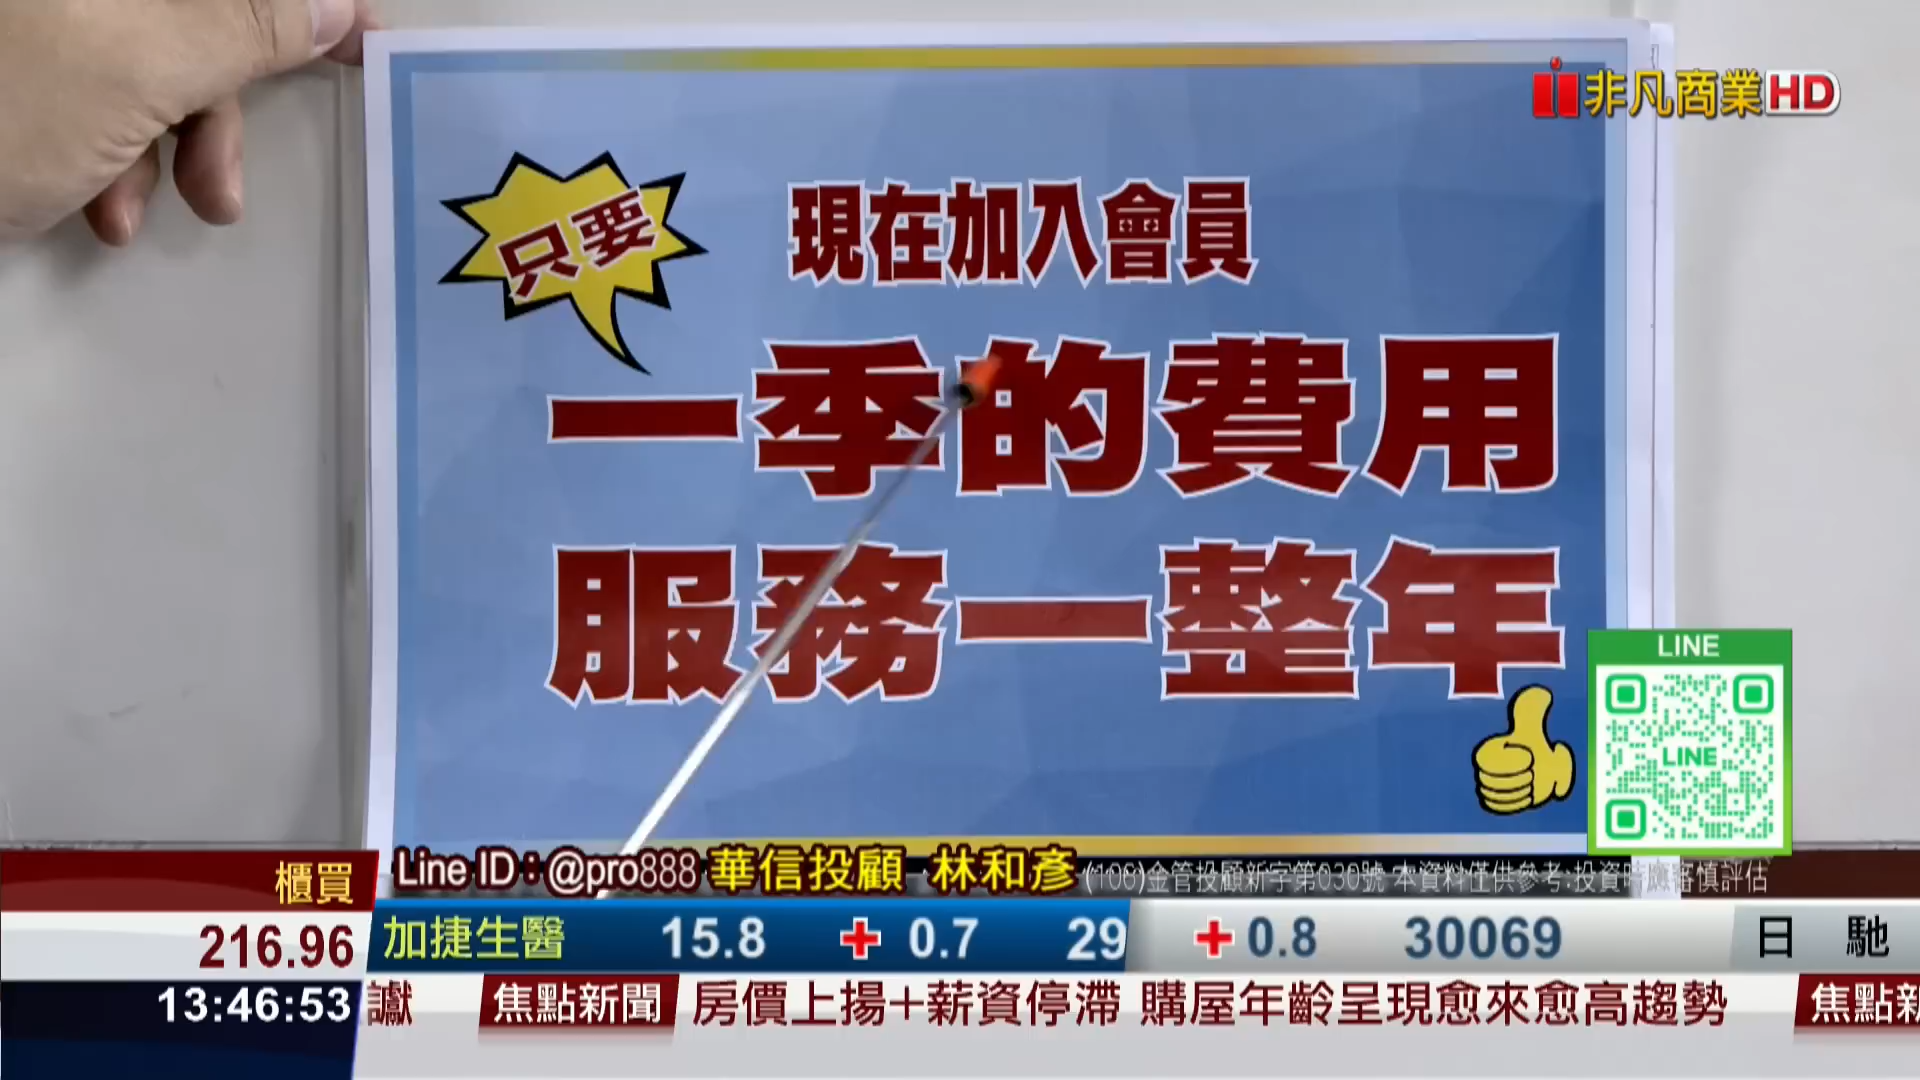 非凡商業HD
只要
現在加入會員
一季的費用
服務一整年
LINE
LINE
Line ID：@pro888 華信投顧 林和彥 (106)金管投顧新字第030號 本資料僅供參考,投資時應審慎評估
櫃買
216.96
加捷生醫 15.8 + 0.7 29 + 0.8 30069 日 馳
13:46:53
讞 焦點新聞 房價上揚+薪資停滯 購屋年齡呈現愈來愈高趨勢 焦點新